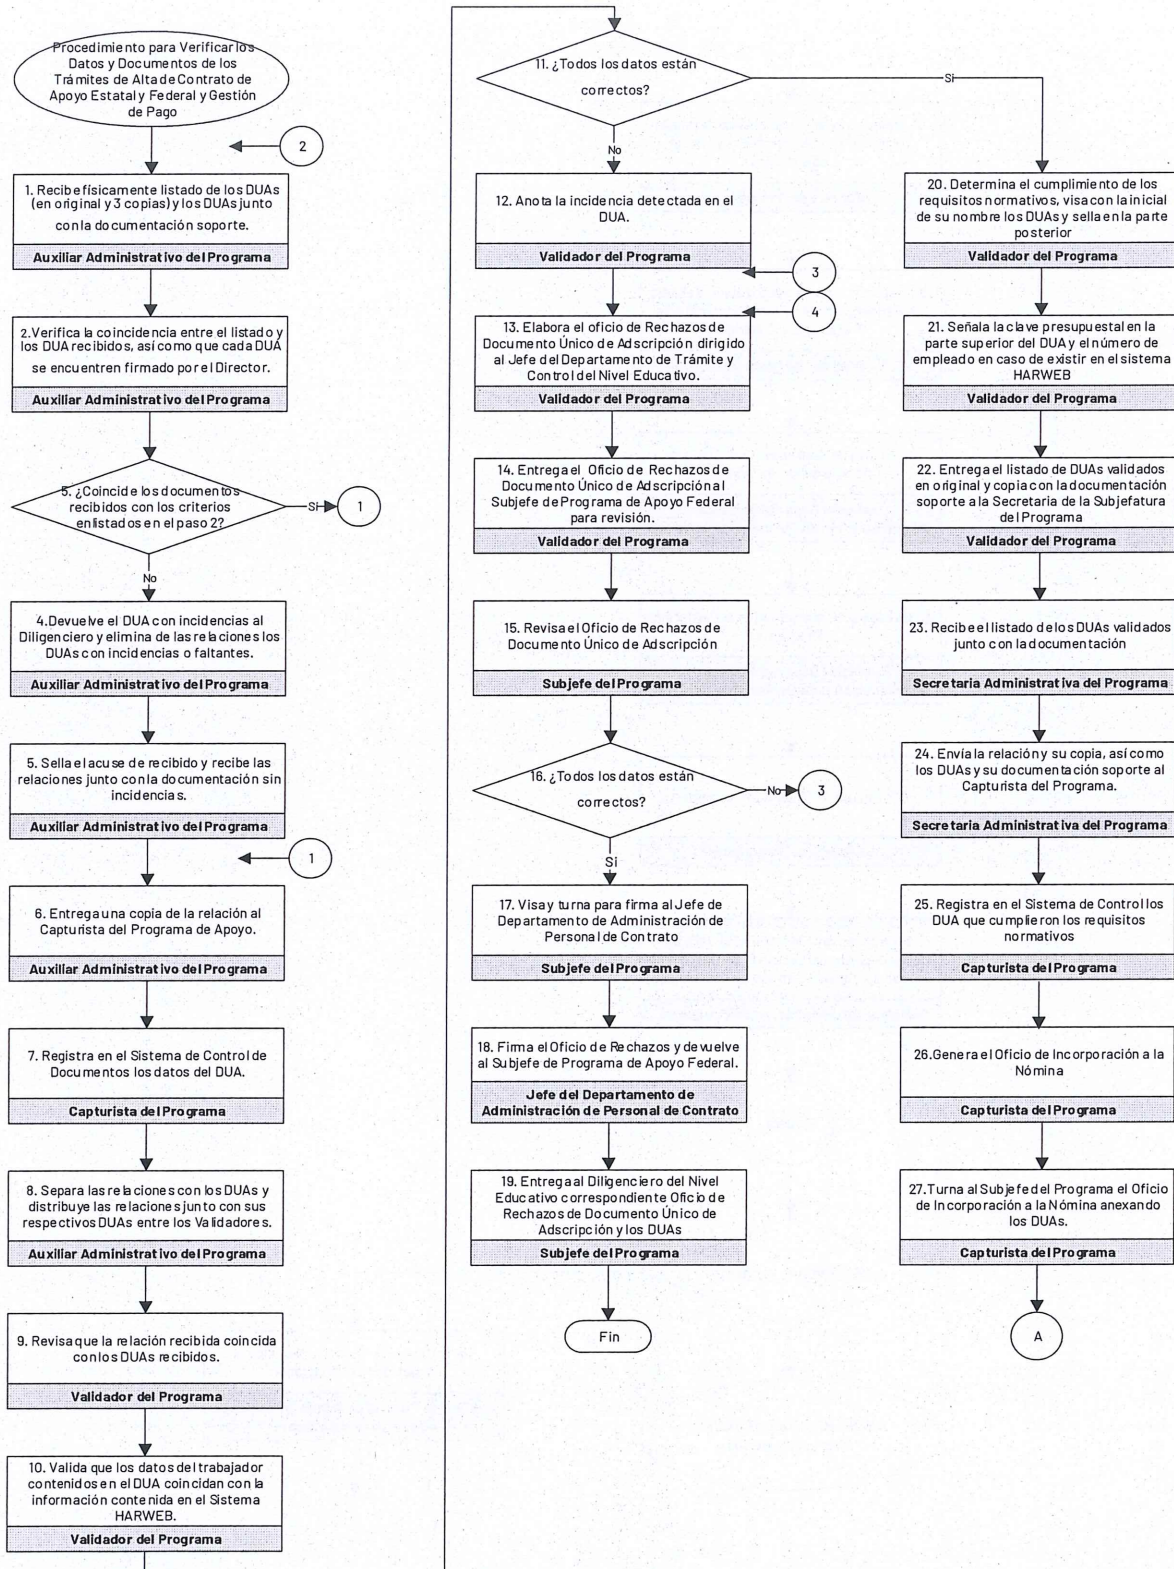 Procedimiento para Verificar los
Datos y Documentos de los
Trámites de Alta de Contrato de
Apoyo Estatal y Federal y Gestión
de Pago
2
1. Recibe físicamente listado de los DUAs
(en original y 3 copias) y los DUAs junto
con la documentación soporte.
Auxiliar Administrativo del Programa
2.Verifica la coincidencia entre el listado y
los DUA recibidos, así como que cada DUA
se encuentren firmado por el Director.
Auxiliar Administrativo del Programa
5. ¿Coincide los documentos
recibidos con los criterios
enlistados en el paso 2?
Si
1
No
4.Devuelve el DUA con incidencias al
Diligenciero y elimina de las relaciones los
DUAs con incidencias o faltantes.
Auxiliar Administrativo del Programa
5. Sella el acuse de recibido y recibe las
relaciones junto con la documentación sin
incidencias.
Auxiliar Administrativo del Programa
1
6. Entrega una copia de la relación al
Capturista del Programa de Apoyo.
Auxiliar Administrativo del Programa
7. Registra en el Sistema de Control de
Documentos los datos del DUA.
Capturista del Programa
8. Separa las relaciones con los DUAs y
distribuye las relaciones junto con sus
respectivos DUAs entre los Validadores.
Auxiliar Administrativo del Programa
9. Revisa que la relación recibida coincida
con los DUAs recibidos.
Validador del Programa
10. Valida que los datos del trabajador
contenidos en el DUA coincidan con la
información contenida en el Sistema
HARWEB.
Validador del Programa
11. ¿Todos los datos están
correctos?
Si
No
12. Anota la incidencia detectada en el
DUA.
Validador del Programa
3
4
13. Elabora el oficio de Rechazos de
Documento Único de Adscripción dirigido
al Jefe del Departamento de Trámite y
Control del Nivel Educativo.
Validador del Programa
14. Entrega el Oficio de Rechazos de
Documento Único de Adscripción al
Subjefe de Programa de Apoyo Federal
para revisión.
Validador del Programa
15. Revisa el Oficio de Rechazos de
Documento Único de Adscripción
Subjefe del Programa
16. ¿Todos los datos están
correctos?
No
3
Si
17. Visa y turna para firma al Jefe de
Departamento de Administración de
Personal de Contrato
Subjefe del Programa
18. Firma el Oficio de Rechazos y devuelve
al Subjefe de Programa de Apoyo Federal.
Jefe del Departamento de
Administración de Personal de Contrato
19. Entrega al Diligenciero del Nivel
Educativo correspondiente Oficio de
Rechazos de Documento Único de
Adscripción y los DUAs
Subjefe del Programa
Fin
20. Determina el cumplimiento de los
requisitos normativos, visa con la inicial
de su nombre los DUAs y sella en la parte
posterior
Validador del Programa
21. Señala la clave presupuestal en la
parte superior del DUA y el número de
empleado en caso de existir en el sistema
HARWEB
Validador del Programa
22. Entrega el listado de DUAs validados
en original y copia con la documentación
soporte a la Secretaria de la Subjefatura
del Programa
Validador del Programa
23. Recibe el listado de los DUAs validados
junto con la documentación
Secretaria Administrativa del Programa
24. Envía la relación y su copia, así como
los DUAs y su documentación soporte al
Capturista del Programa.
Secretaria Administrativa del Programa
25. Registra en el Sistema de Control los
DUA que cumplieron los requisitos
normativos
Capturista del Programa
26.Genera el Oficio de Incorporación a la
Nómina
Capturista del Programa
27.Turna al Subjefe del Programa el Oficio
de Incorporación a la Nómina anexando
los DUAs.
Capturista del Programa
A